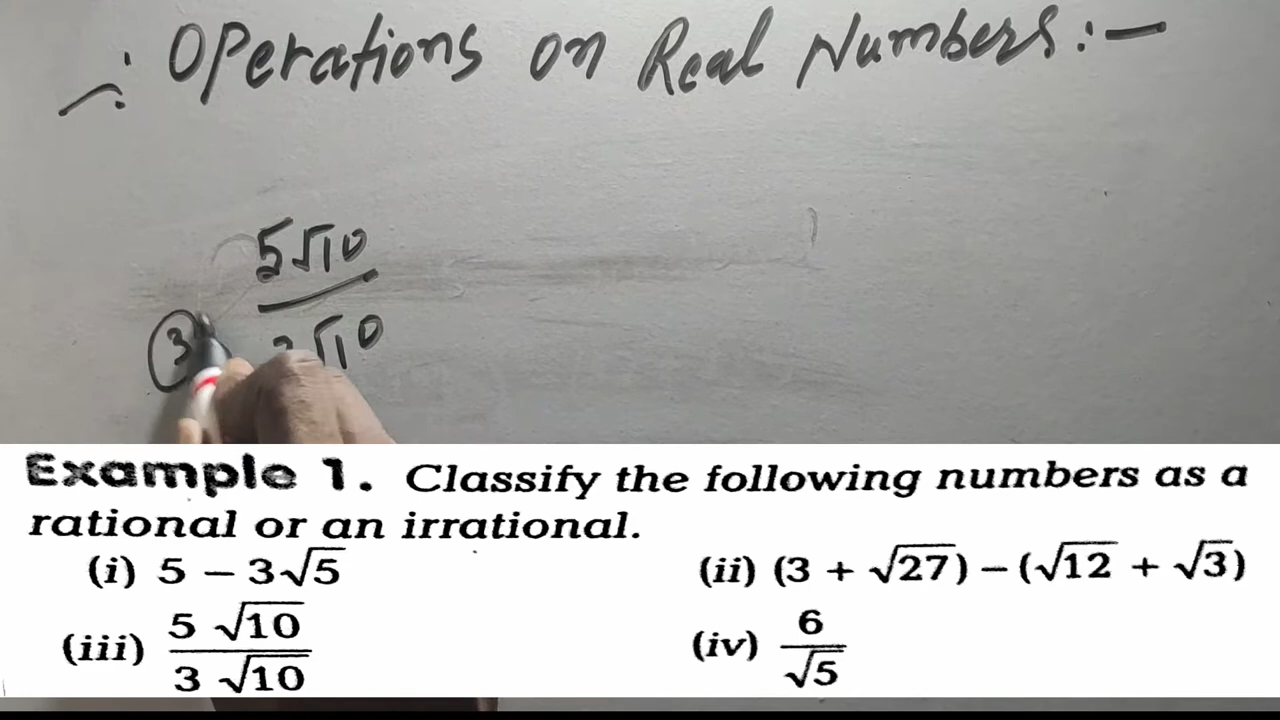 ∴ Operations on Real Numbers :-
5√10
3 √10
Example 1. Classify the following numbers as a
rational or an irrational.
(i) 5 – 3√5 (ii) (3 + √27) – (√12 + √3)
(iii) 5 √10 / 3 √10 (iv) 6 / √5